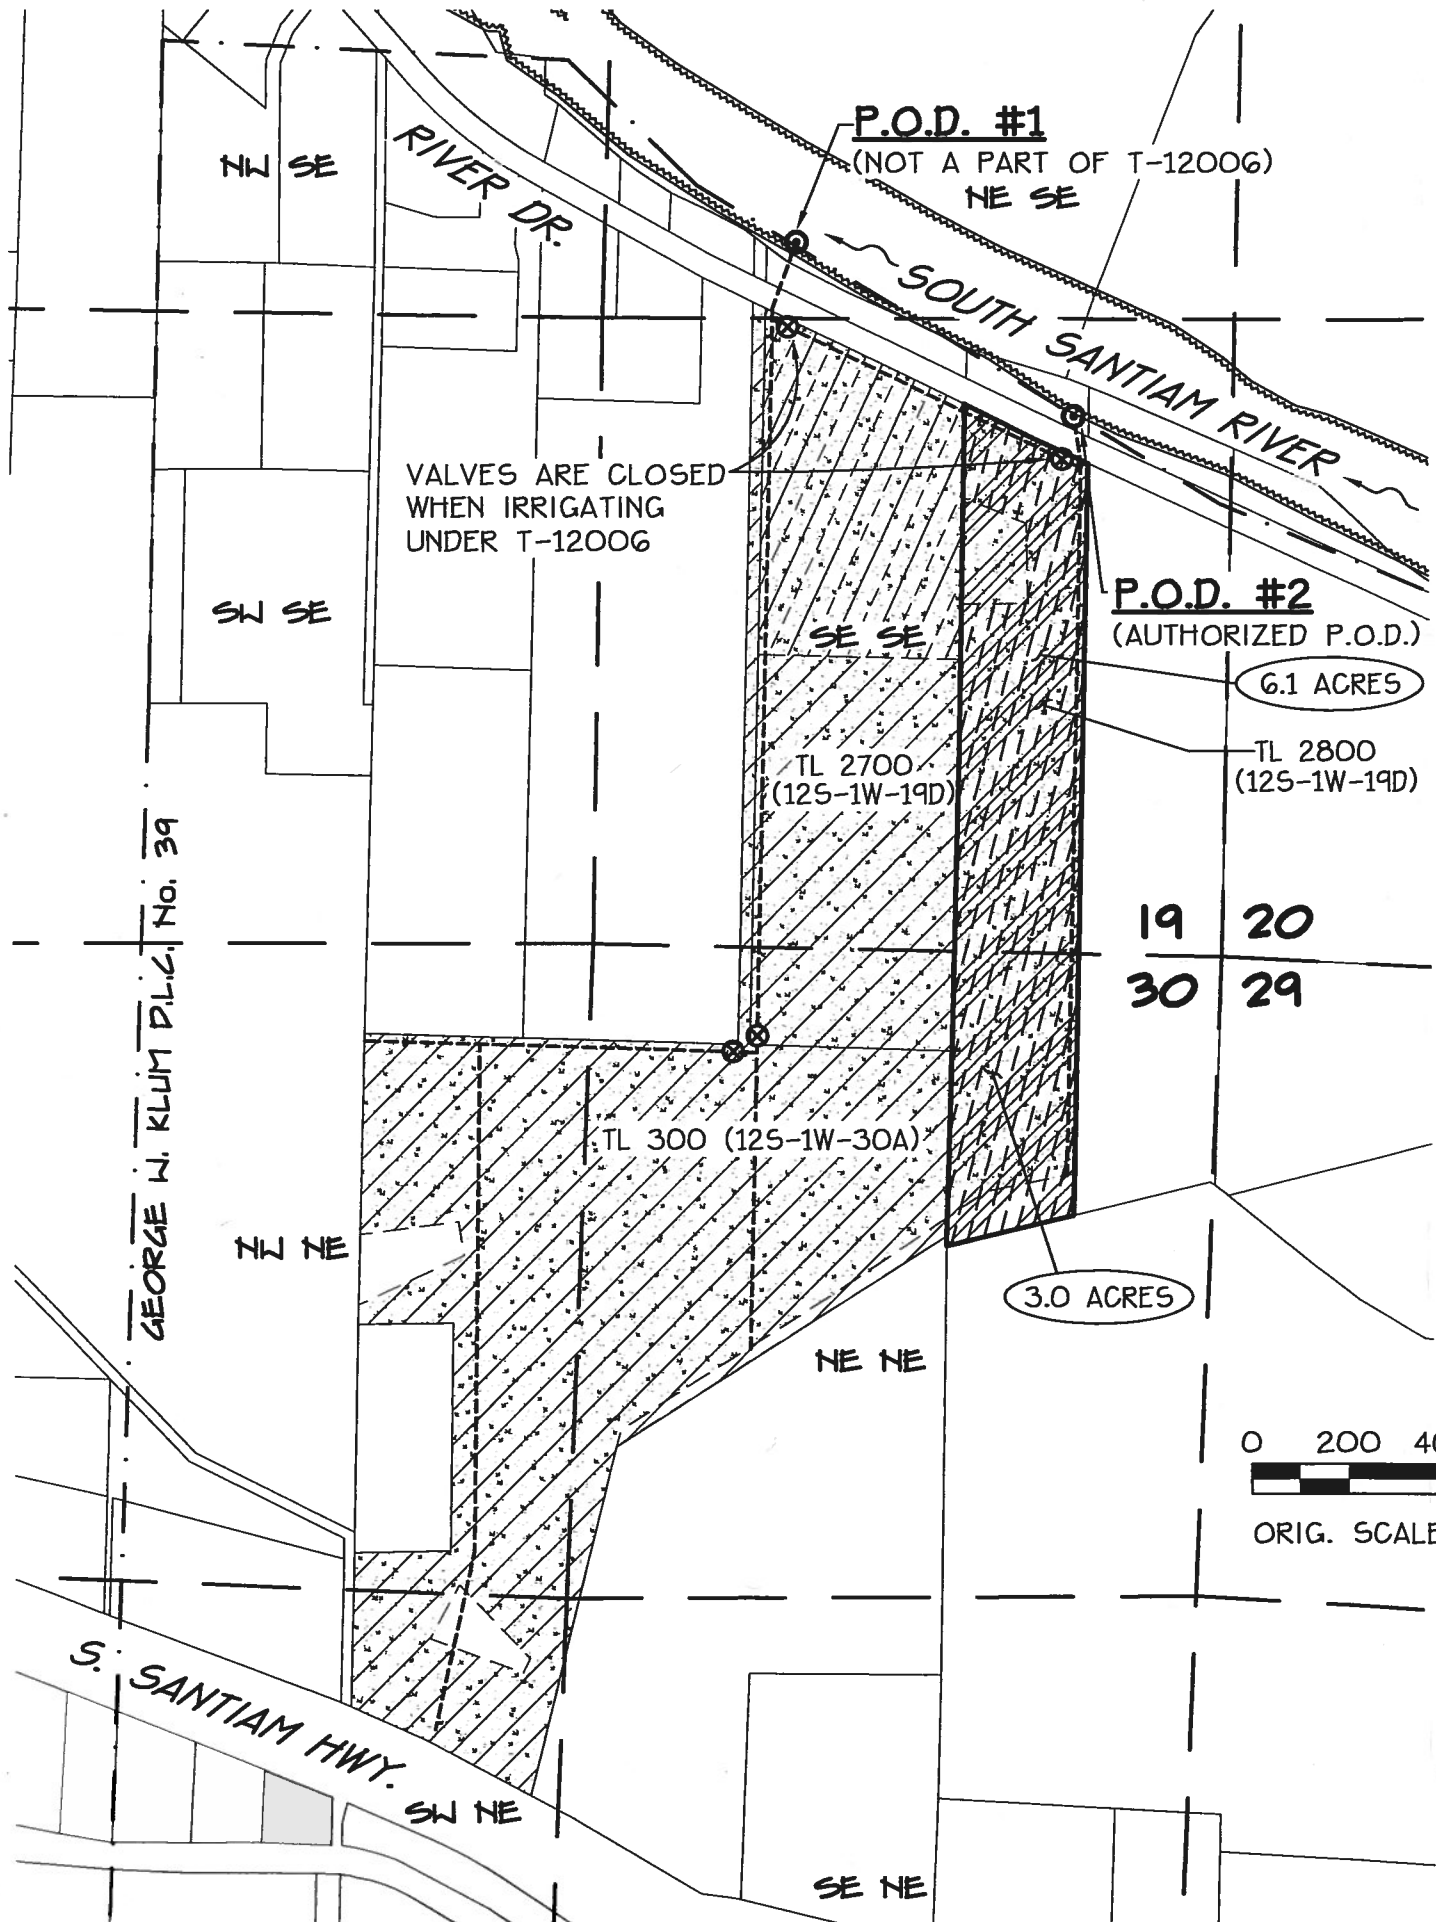 P.O.D. #1
(NOT A PART OF T-12006)
NW SE
NE SE
RIVER DR.
SOUTH SANTIAM RIVER
VALVES ARE CLOSED
WHEN IRRIGATING
UNDER T-12006
P.O.D. #2
(AUTHORIZED P.O.D.)
SW SE
SE SE
6.1 ACRES
TL 2700
(12S-1W-19D)
TL 2800
(12S-1W-19D)
GEORGE W. KLUM D.L.C. No. 39
19 20
30 29
TL 300 (12S-1W-30A)
NW NE
3.0 ACRES
NE NE
0 200 40
ORIG. SCALE
S. SANTIAM HWY.
SW NE
SE NE